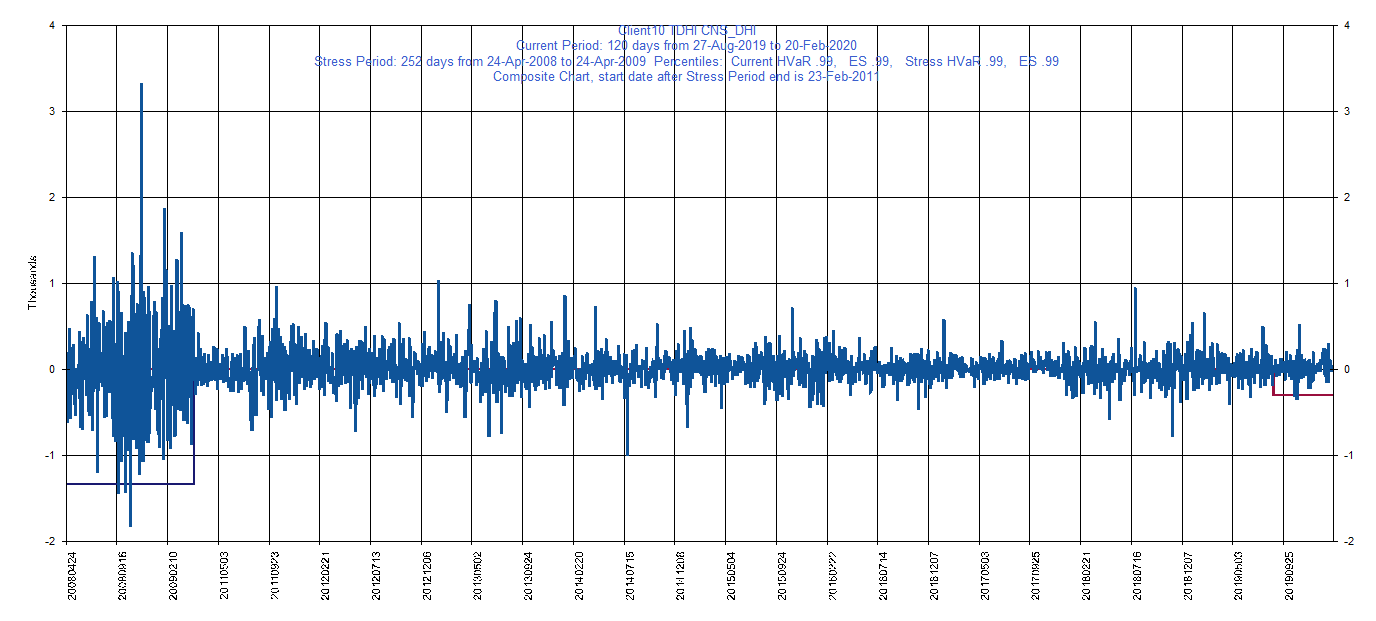 Client10 TDHI CNS_DHI
Current Period: 120 days from 27-Aug-2019 to 20-Feb-2020
Stress Period: 252 days from 24-Apr-2008 to 24-Apr-2009 Percentiles: Current HVaR .99, ES .99, Stress HVaR .99, ES .99
Composite Chart, start date after Stress Period end is 23-Feb-2011
4 4
3 3
2 2
1 1
0 0
-1 -1
-2 -2
Thousands
20080424 20080916 20090210 20110503 20110923 20120221 20120713 20121206 20130502 20130924 20140220 20140715 20141208 20150504 20150924 20160222 20160714 20161207 20170503 20170925 20180221 20180716 20181207 20190503 20190925